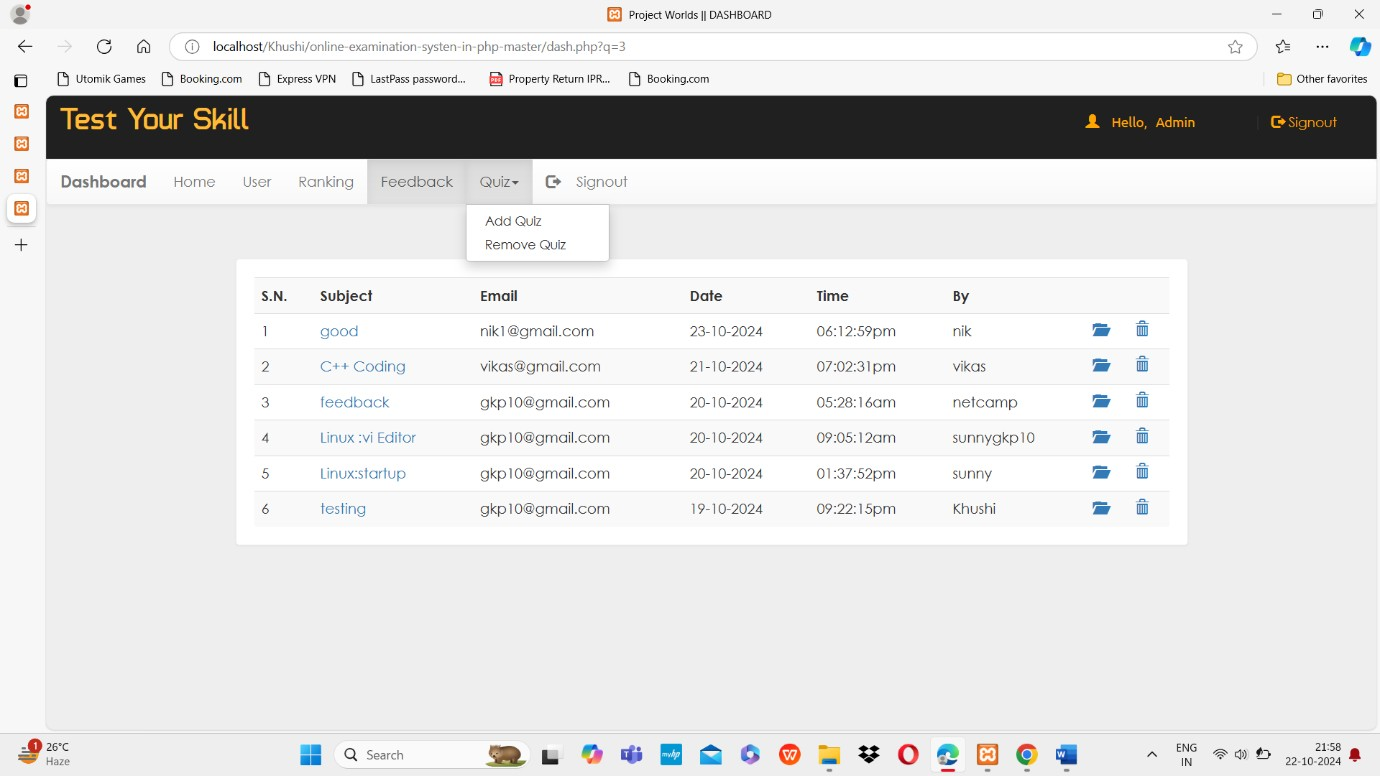 Project Worlds || DASHBOARD
localhost/Khushi/online-examination-systen-in-php-master/dash.php?q=3
Utomik Games Booking.com Express VPN LastPass password... Property Return IPR... Booking.com Other favorites
Test Your Skill Hello, Admin Signout
Dashboard Home User Ranking Feedback Quiz Signout
Add Quiz
Remove Quiz
S.N. Subject Email Date Time By
1 good nik1@gmail.com 23-10-2024 06:12:59pm nik
2 C++ Coding vikas@gmail.com 21-10-2024 07:02:31pm vikas
3 feedback gkp10@gmail.com 20-10-2024 05:28:16am netcamp
4 Linux :vi Editor gkp10@gmail.com 20-10-2024 09:05:12am sunnygkp10
5 Linux:startup gkp10@gmail.com 20-10-2024 01:37:52pm sunny
6 testing gkp10@gmail.com 19-10-2024 09:22:15pm Khushi
1 26°C
Haze
Search
myhp
ENG
IN
21:58
22-10-2024